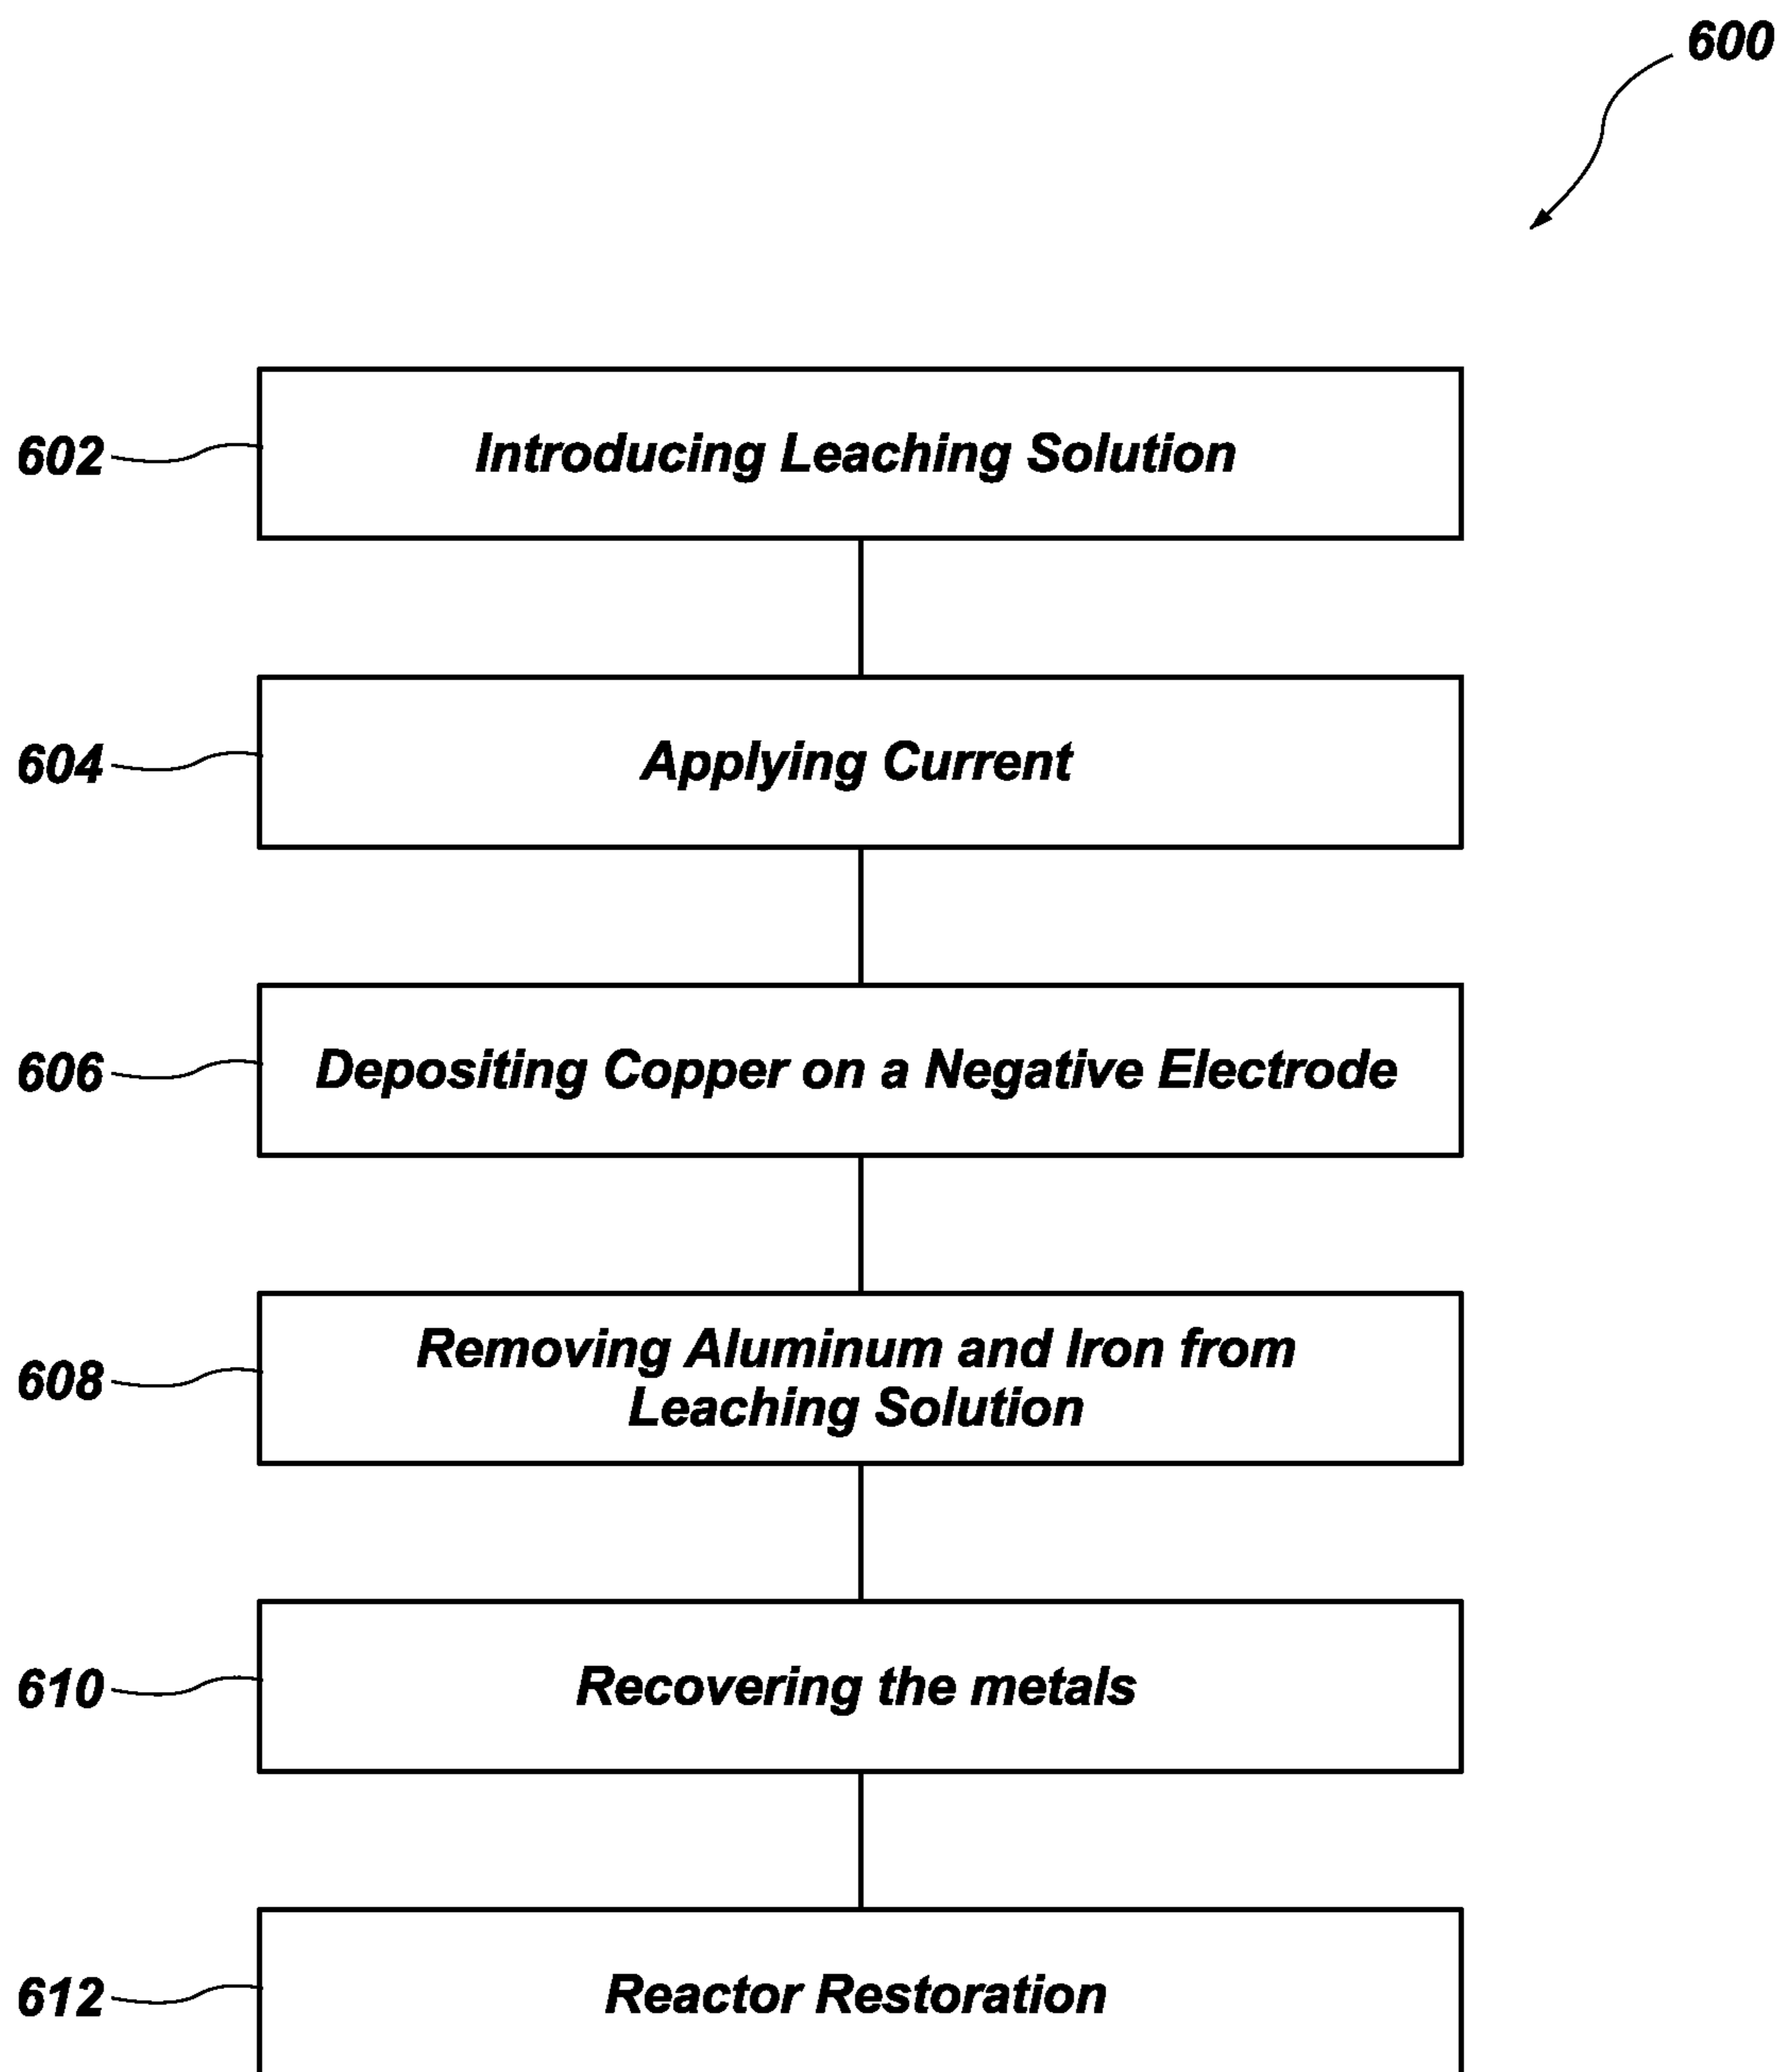 600
602 Introducing Leaching Solution
604 Applying Current
606 Depositing Copper on a Negative Electrode
608 Removing Aluminum and Iron from
Leaching Solution
610 Recovering the metals
612 Reactor Restoration